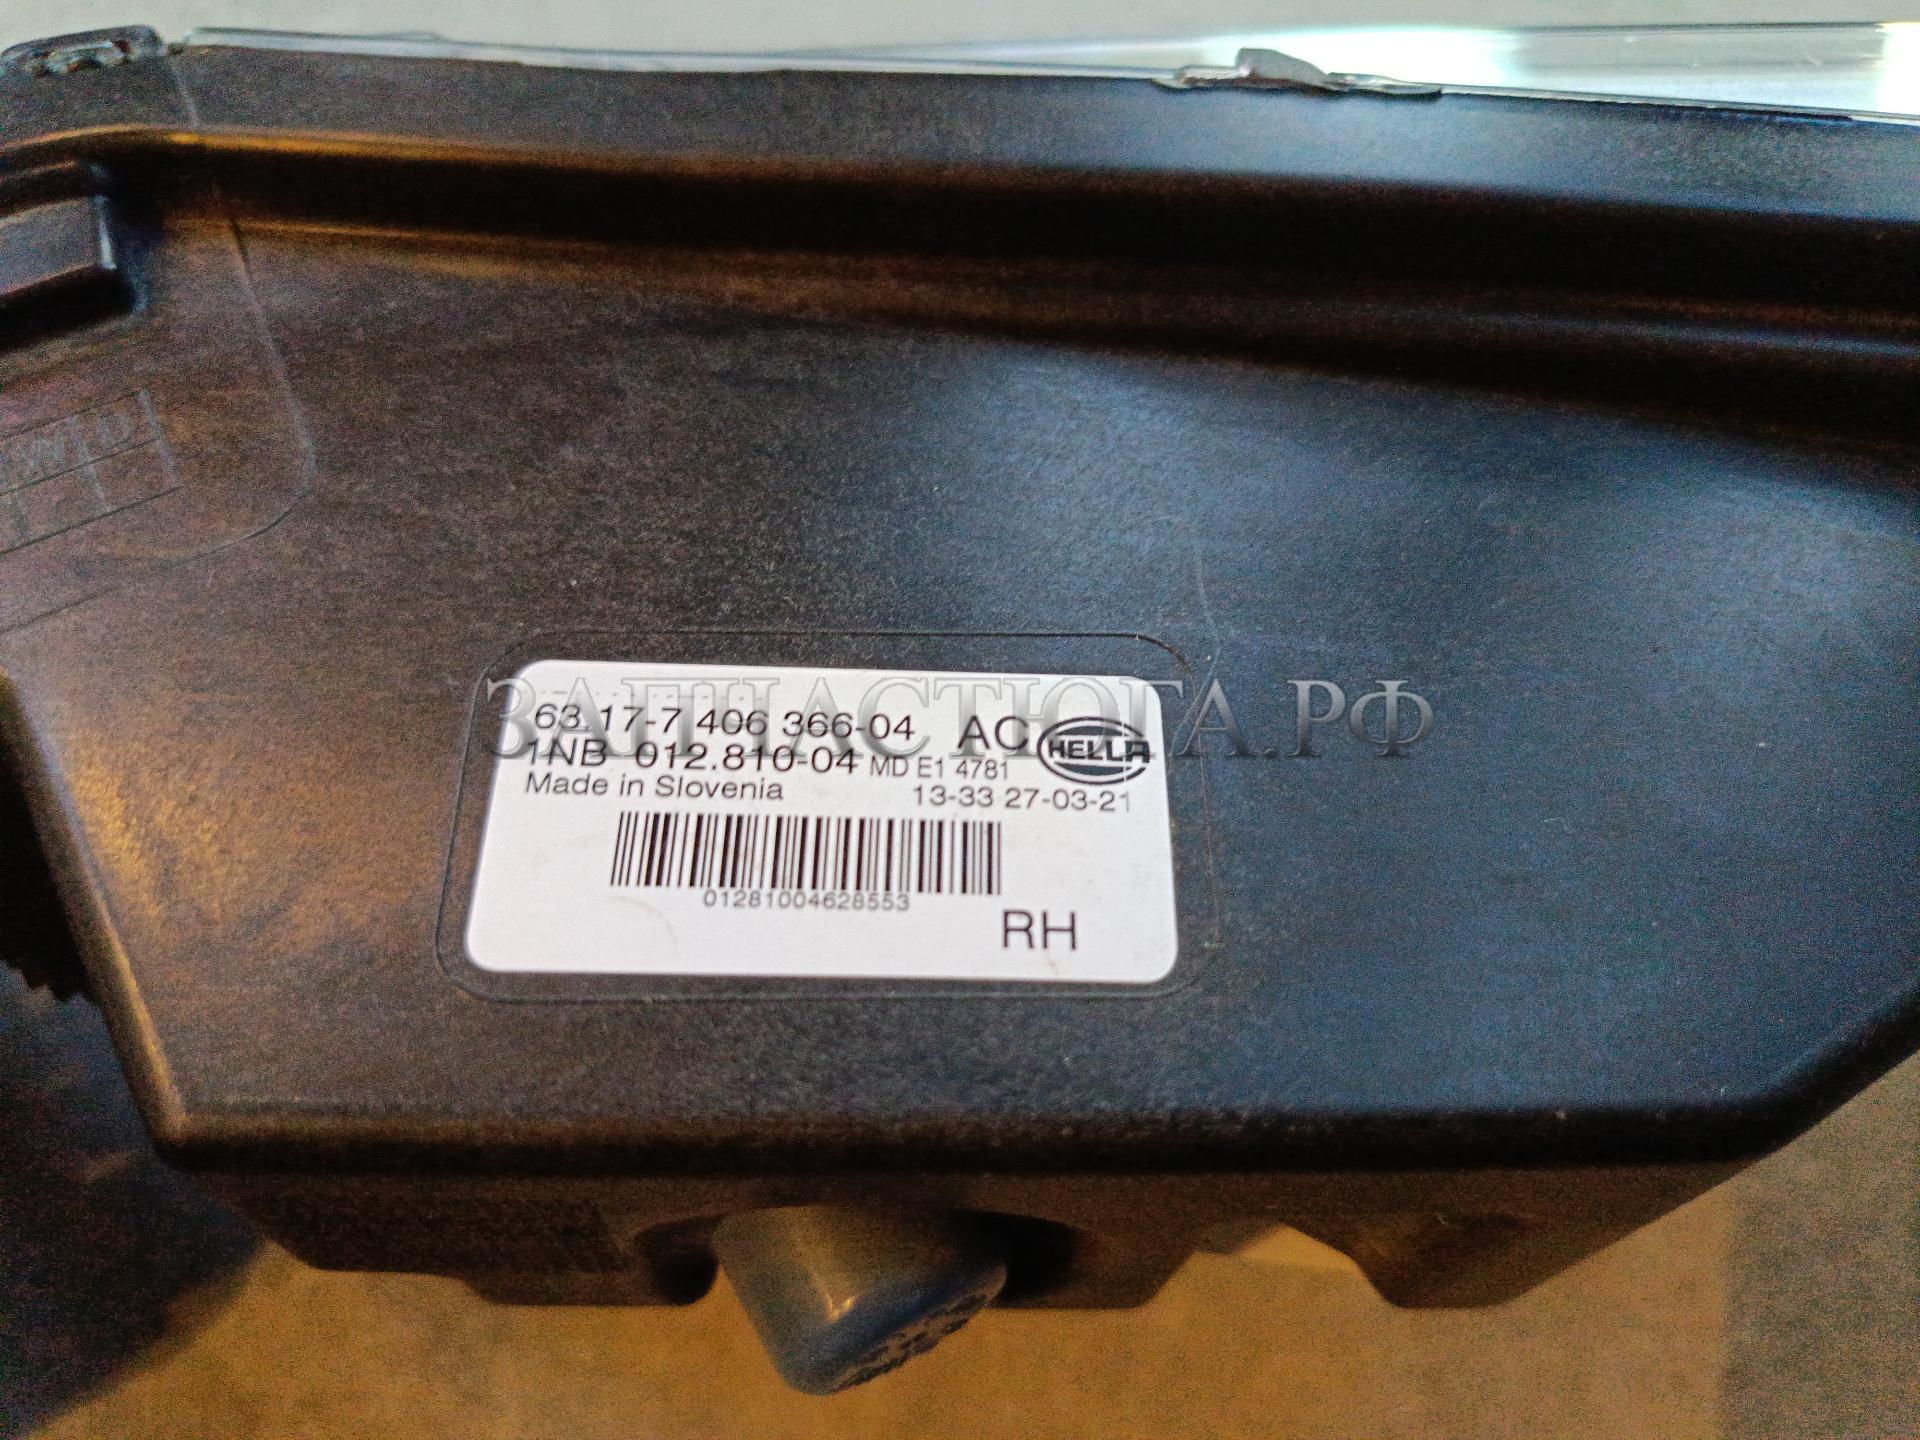 ЗАПЧАСТЮГА.РФ
63.17-7 406 366-04 AC
HELLA
1NB 012.810-04 MD E1 4781
Made in Slovenia 13-33 27-03-21
01281004628553
RH